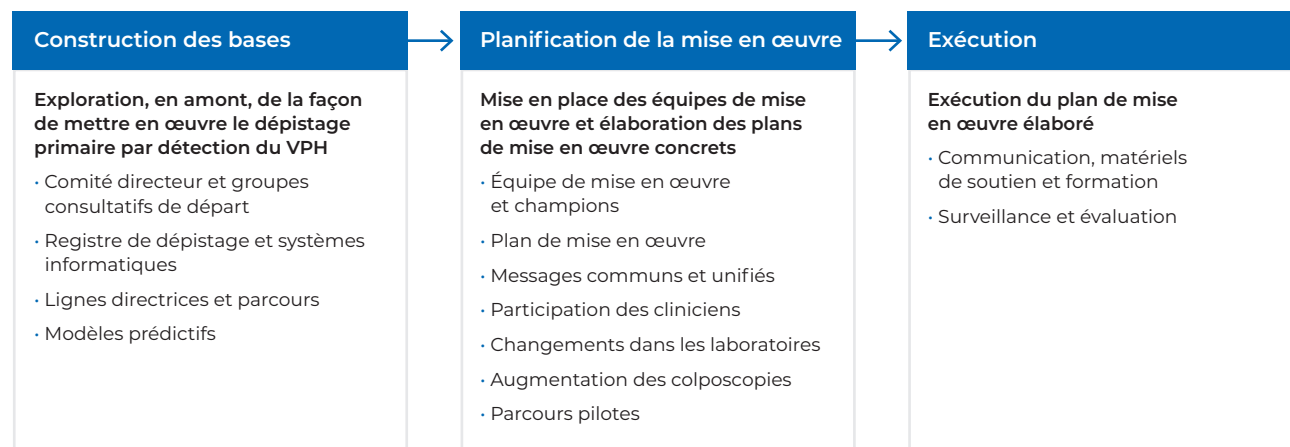 Construction des bases
Exploration, en amont, de la façon
de mettre en œuvre le dépistage
primaire par détection du VPH
· Comité directeur et groupes
consultatifs de départ
· Registre de dépistage et systèmes
informatiques
· Lignes directrices et parcours
· Modèles prédictifs
Planification de la mise en œuvre
Mise en place des équipes de mise
en œuvre et élaboration des plans
de mise en œuvre concrets
· Équipe de mise en œuvre
et champions
· Plan de mise en œuvre
· Messages communs et unifiés
· Participation des cliniciens
· Changements dans les laboratoires
· Augmentation des colposcopies
· Parcours pilotes
Exécution
Exécution du plan de mise
en œuvre élaboré
· Communication, matériels
de soutien et formation
· Surveillance et évaluation